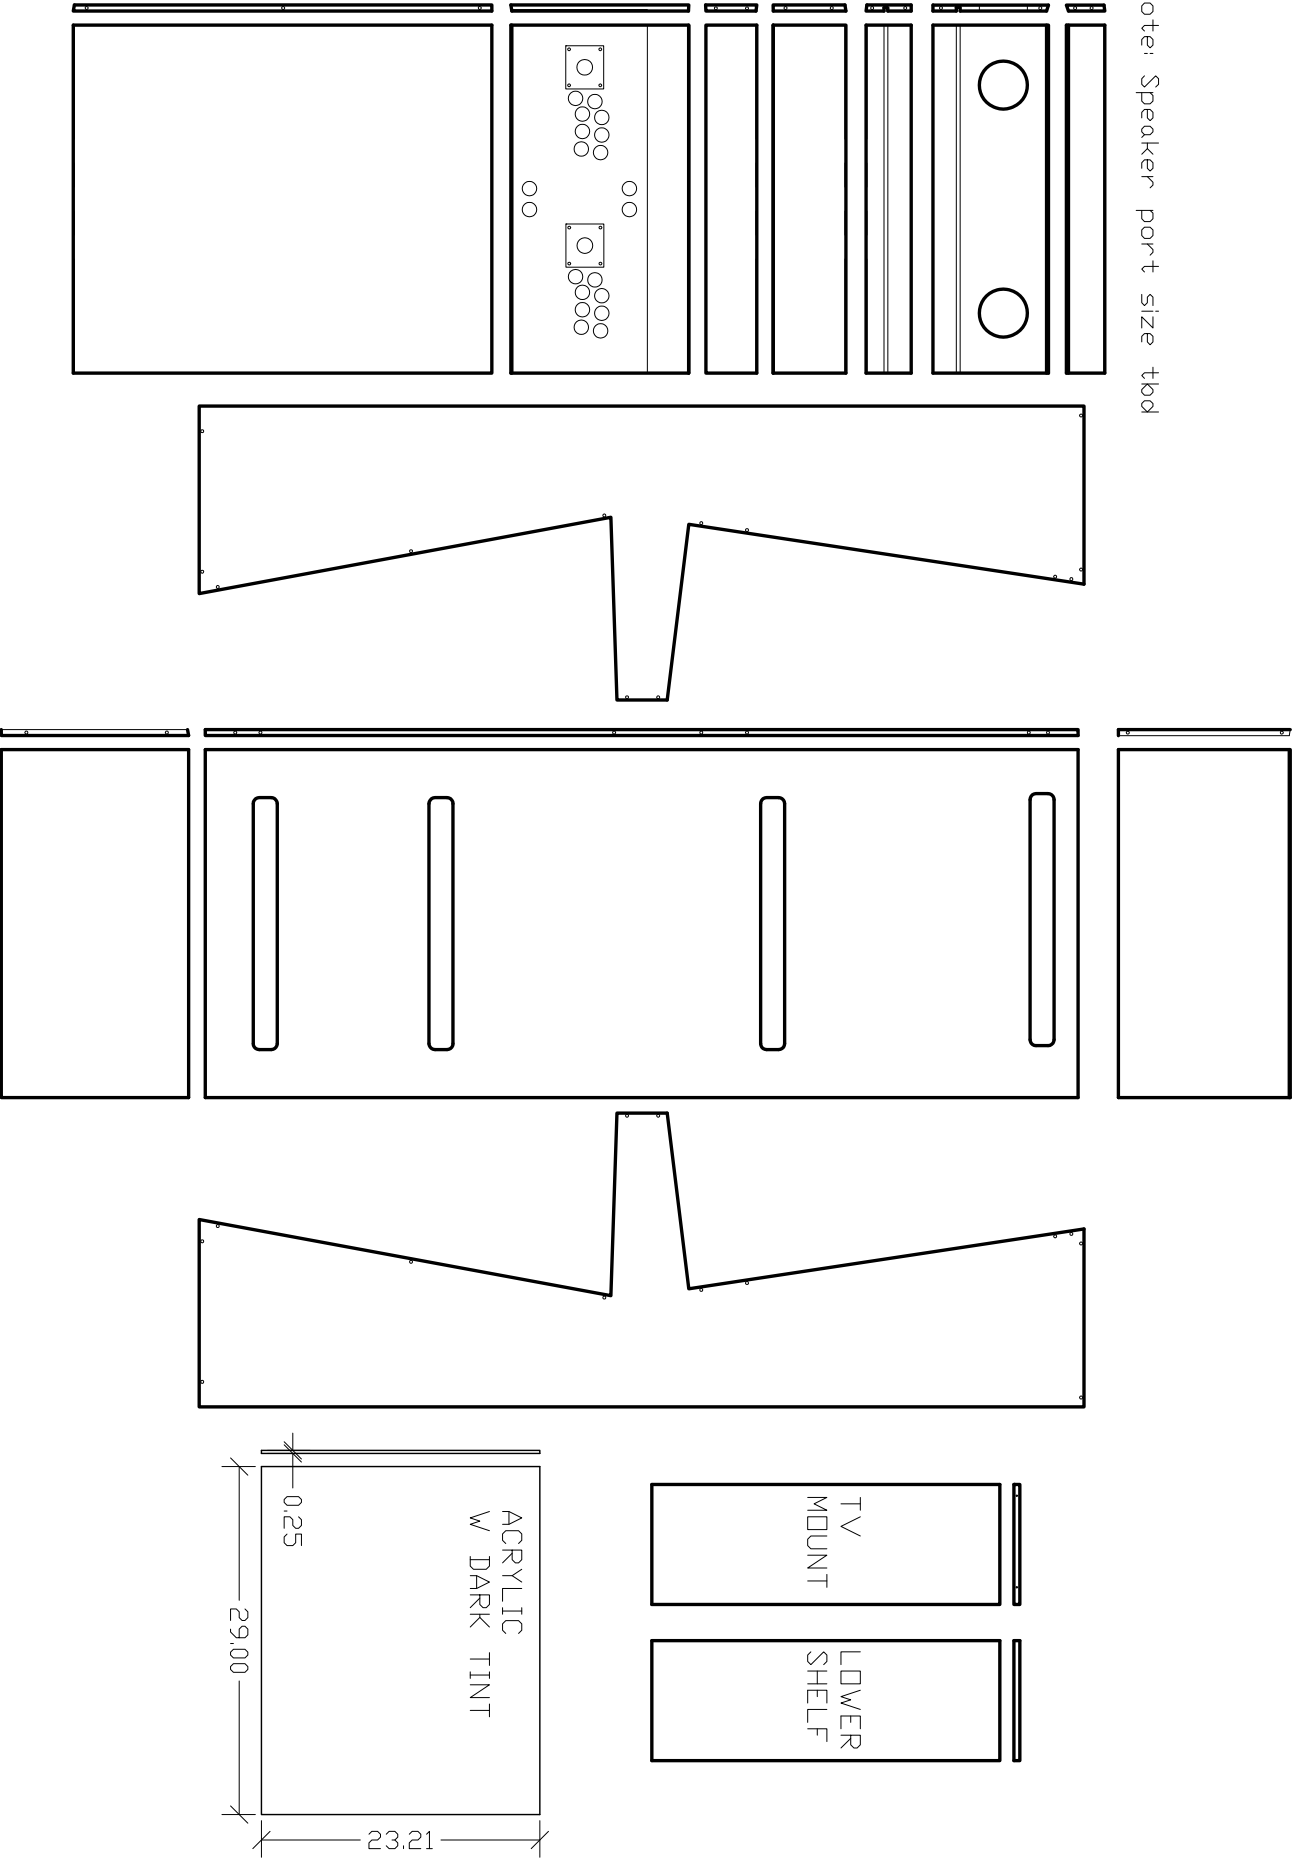 ote: Speaker port size tbd
TV
MOUNT
LOWER
SHELF
ACRYLIC
W DARK TINT
0.25
29.00
23.21